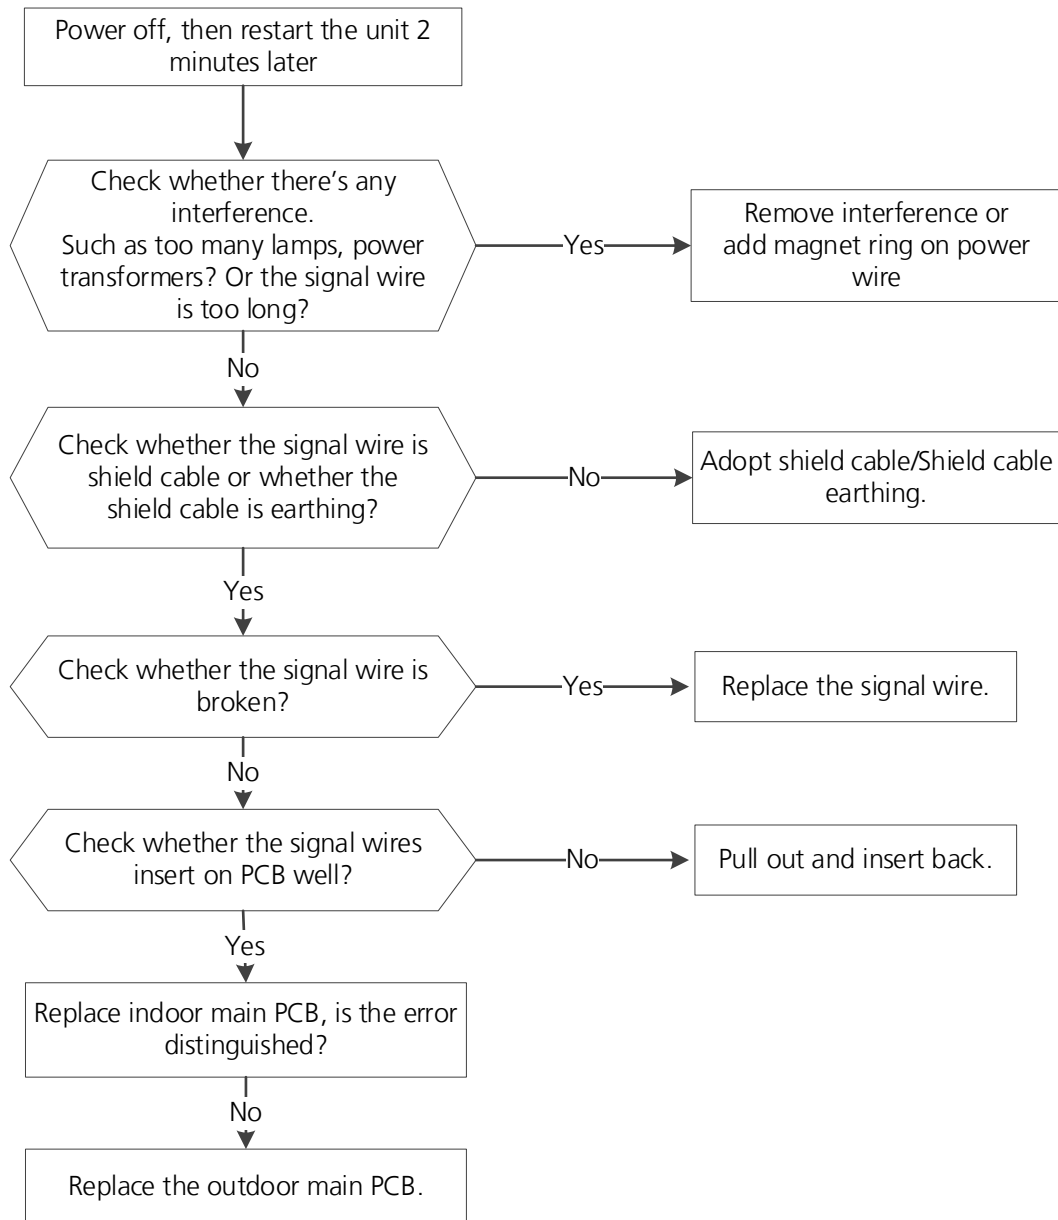 Power off, then restart the unit 2
minutes later
Check whether there’s any
interference.
Such as too many lamps, power
transformers? Or the signal wire
is too long?
Yes
Remove interference or
add magnet ring on power
wire
No
Check whether the signal wire is
shield cable or whether the
shield cable is earthing?
No
Adopt shield cable/Shield cable
earthing.
Yes
Check whether the signal wire is
broken?
Yes
Replace the signal wire.
No
Check whether the signal wires
insert on PCB well?
No
Pull out and insert back.
Yes
Replace indoor main PCB, is the error
distinguished?
No
Replace the outdoor main PCB.